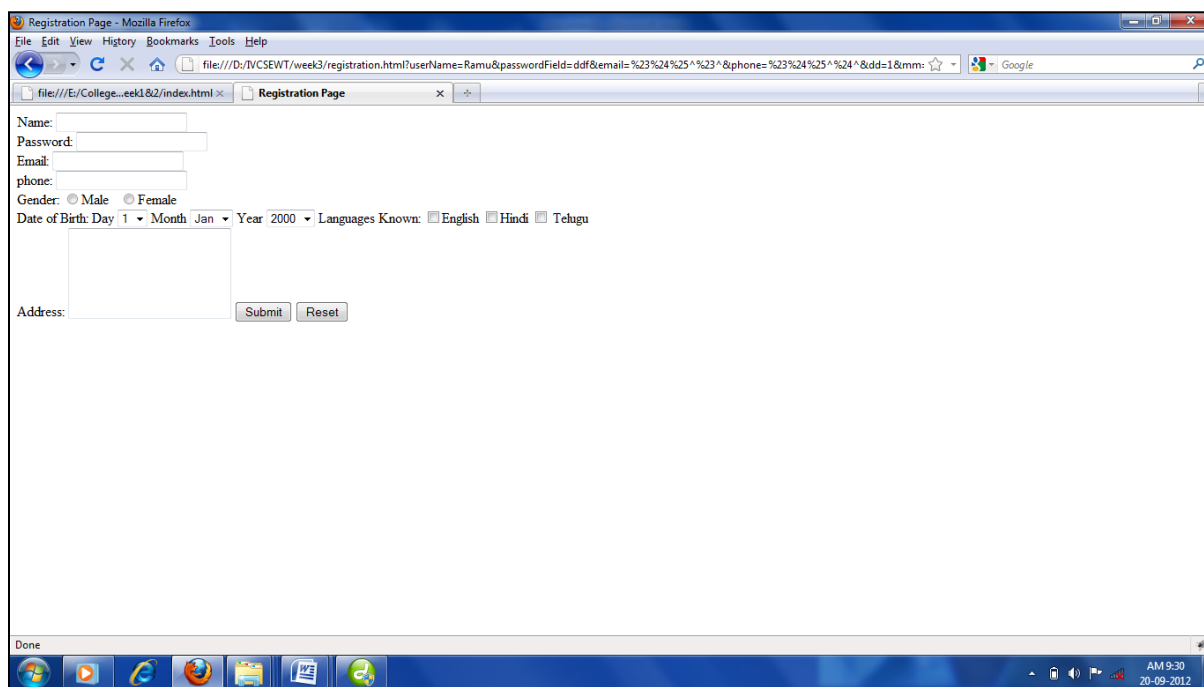 Registration Page - Mozilla Firefox
File Edit View History Bookmarks Tools Help
file:///D:/IVCSEWT/week3/registration.html?userName=Ramu&passwordField=ddf&email=%23%24%25^%23^&phone=%23%24%25^%24^&dd=1&mm= Google
file:///E:/College...eek1&2/index.html Registration Page
Name:
Password:
Email:
phone:
Gender: Male Female
Date of Birth: Day 1 Month Jan Year 2000 Languages Known: English Hindi Telugu
Address: Submit Reset
Done
AM 9:30
20-09-2012